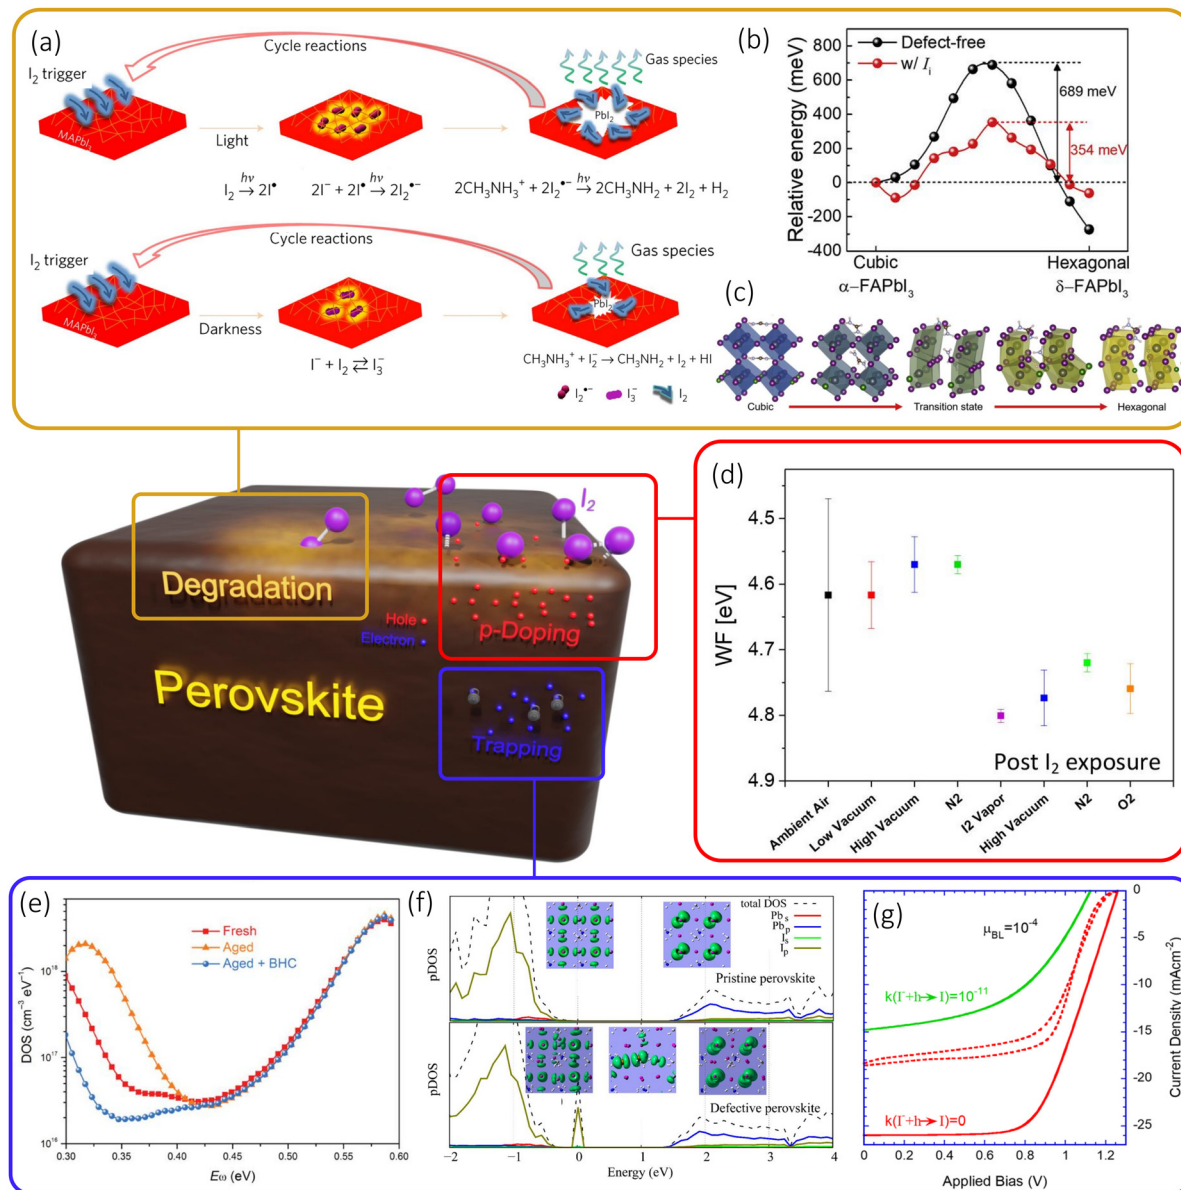 (a)
Cycle reactions
I₂ trigger
Gas species
MAPbI₃
PbI₂
Light
I₂ →hν 2I•
2I⁻ + 2I• →hν 2I₂•⁻
2CH₃NH₃⁺ + 2I₂•⁻ →hν 2CH₃NH₂ + 2I₂ + H₂
Cycle reactions
I₂ trigger
Gas species
MAPbI₃
PbI₂
Darkness
I⁻ + I₂ ⇄ I₃⁻
CH₃NH₃⁺ + I₃⁻ → CH₃NH₂ + I₂ + HI
I₂•⁻ I₃⁻ I₂
(b)
Relative energy (meV)
800
600
400
200
0
-200
-400
Defect-free
w/ Iᵢ
689 meV
354 meV
Cubic
α–FAPbI₃
Hexagonal
δ–FAPbI₃
(c)
Cubic
Transition state
Hexagonal
I₂
Degradation
Hole
Electron
p-Doping
Perovskite
Trapping
(d)
WF [eV]
4.5
4.6
4.7
4.8
4.9
Post I₂ exposure
Ambient Air
Low Vacuum
High Vacuum
N2
I2 Vapor
High Vacuum
N2
O2
(e)
DOS (cm⁻³ eV⁻¹)
10¹⁸
10¹⁷
10¹⁶
Fresh
Aged
Aged + BHC
0.30 0.35 0.40 0.45 0.50 0.55 0.60
Eω (eV)
(f)
pDOS
total DOS
Pb s
Pb p
I s
I p
Pristine perovskite
pDOS
Defective perovskite
−2 −1 0 1 2 3 4
Energy (eV)
(g)
μBL=10⁻⁴
k(I⁻+h→I)=10⁻¹¹
k(I⁻+h→I)=0
0
-5
-10
-15
-20
-25
Current Density (mAcm⁻²)
0 0.2 0.4 0.6 0.8 1 1.2
Applied Bias (V)